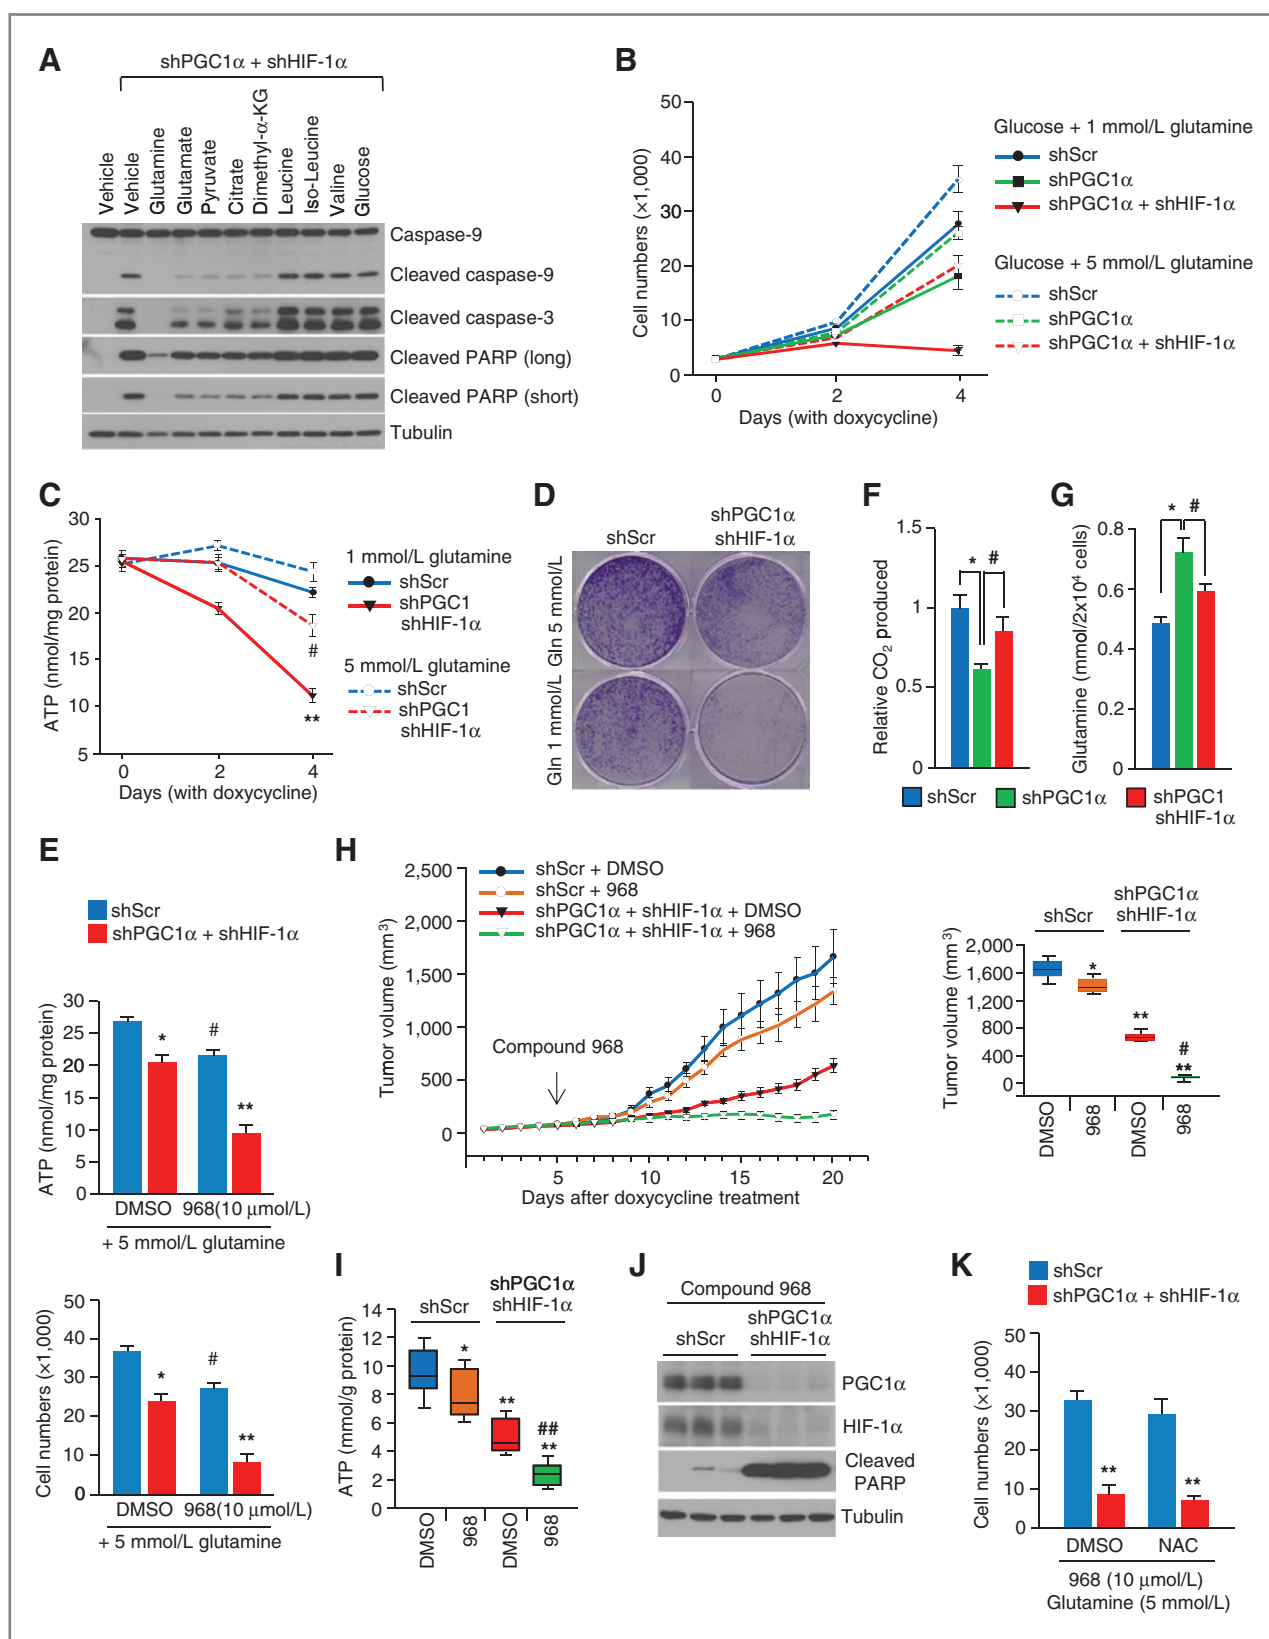 A
shPGC1α + shHIF-1α
Vehicle
Vehicle
Glutamine
Glutamate
Pyruvate
Citrate
Dimethyl-α-KG
Leucine
Iso-Leucine
Valine
Glucose
Caspase-9
Cleaved caspase-9
Cleaved caspase-3
Cleaved PARP (long)
Cleaved PARP (short)
Tubulin
B
Cell numbers (×1,000)
50
40
30
20
10
0
0 2 4
Days (with doxycycline)
Glucose + 1 mmol/L glutamine
shScr
shPGC1α
shPGC1α + shHIF-1α
Glucose + 5 mmol/L glutamine
shScr
shPGC1α
shPGC1α + shHIF-1α
C
ATP (nmol/mg protein)
30
25
20
15
10
5
#
**
0 2 4
Days (with doxycycline)
1 mmol/L glutamine
shScr
shPGC1
shHIF-1α
5 mmol/L glutamine
shScr
shPGC1
shHIF-1α
D
shScr
shPGC1α
shHIF-1α
Gln 5 mmol/L
Gln 1 mmol/L
F
Relative CO2 produced
1.5
1
0.5
0
* #
G
Glutamine (mmol/2x10⁴ cells)
0.8
0.6
0.4
0.2
0
* #
shScr
shPGC1α
shPGC1
shHIF-1α
E
shScr
shPGC1α + shHIF-1α
ATP (nmol/mg protein)
30
25
20
15
10
5
0
* # **
DMSO 968(10 μmol/L)
+ 5 mmol/L glutamine
Cell numbers (×1,000)
50
40
30
20
10
0
* # **
DMSO 968(10 μmol/L)
+ 5 mmol/L glutamine
H
shScr + DMSO
shScr + 968
shPGC1α + shHIF-1α + DMSO
shPGC1α + shHIF-1α + 968
Tumor volume (mm³)
2,500
2,000
1,500
1,000
500
0
Compound 968
5 10 15 20
Days after doxycycline treatment
shScr
shPGC1α
shHIF-1α
Tumor volume (mm³)
2,000
1,600
1,200
800
400
0
*
**
#
**
DMSO
968
DMSO
968
I
shScr
shPGC1α
shHIF-1α
ATP (mmol/g protein)
14
12
10
8
6
4
2
0
*
**
##
**
DMSO
968
DMSO
968
J
Compound 968
shScr
shPGC1α
shHIF-1α
PGC1α
HIF-1α
Cleaved
PARP
Tubulin
K
shScr
shPGC1α + shHIF-1α
Cell numbers (×1,000)
50
40
30
20
10
0
** **
DMSO NAC
968 (10 μmol/L)
Glutamine (5 mmol/L)